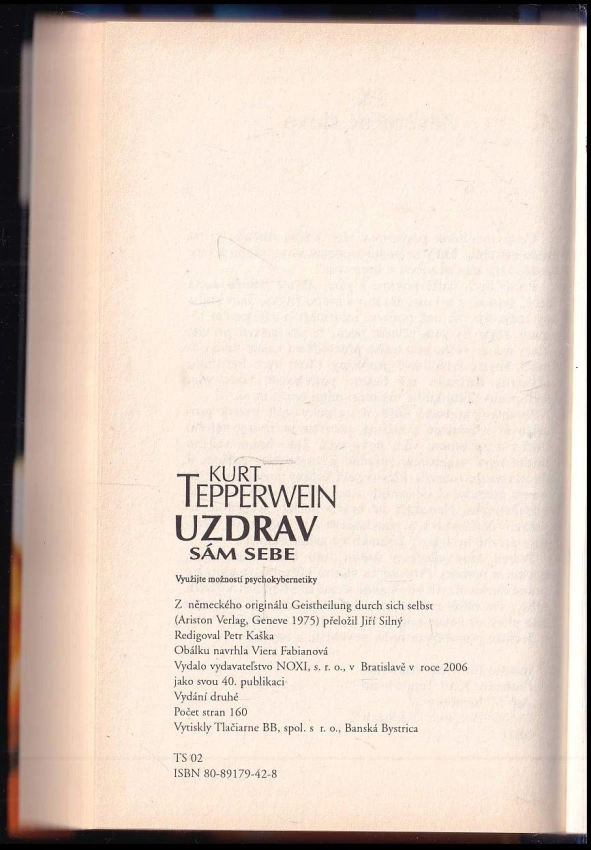 KURT
TEPPERWEIN
UZDRAV
SÁM SEBE
Využijte možností psychokybernetiky
Z německého originálu Geistheilung durch sich selbst
(Ariston Verlag, Geneve 1975) přeložil Jiří Silný
Redigoval Petr Kaška
Obálku navrhla Viera Fabianová
Vydalo vydavateľstvo NOXI, s. r. o., v Bratislavě v roce 2006
jako svou 40. publikaci
Vydání druhé
Počet stran 160
Vytiskly Tlačiarne BB, spol. s r. o., Banská Bystrica
TS 02
ISBN 80-89179-42-8